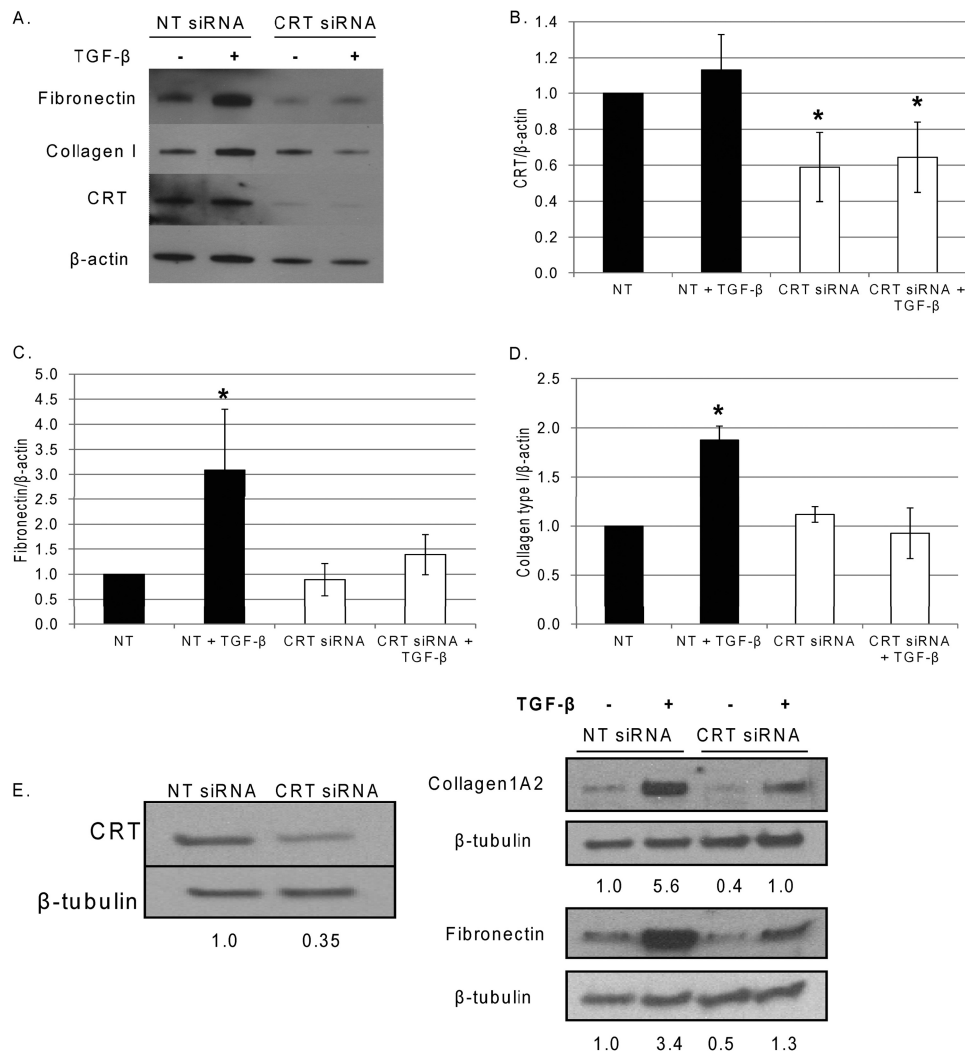 A.
NT siRNA CRT siRNA
TGF-β - + - +
Fibronectin
Collagen I
CRT
β-actin
B.
CRT/β-actin
1.4
1.2
1.0
0.8
0.6
0.4
0.2
0.0
* *
NT NT + TGF-β CRT siRNA CRT siRNA +
TGF-β
C.
Fibronectin/β-actin
5.0
4.5
4.0
3.5
3.0
2.5
2.0
1.5
1.0
0.5
0.0
*
NT NT + TGF-β CRT siRNA CRT siRNA +
TGF-β
D.
Collagen type I/β-actin
2.5
2.0
1.5
1.0
0.5
0.0
*
NT NT + TGF-β CRT siRNA CRT siRNA
+ TGF-β
E.
NT siRNA CRT siRNA
CRT
β-tubulin
1.0 0.35
TGF-β - + - +
NT siRNA CRT siRNA
Collagen1A2
β-tubulin
1.0 5.6 0.4 1.0
Fibronectin
β-tubulin
1.0 3.4 0.5 1.3